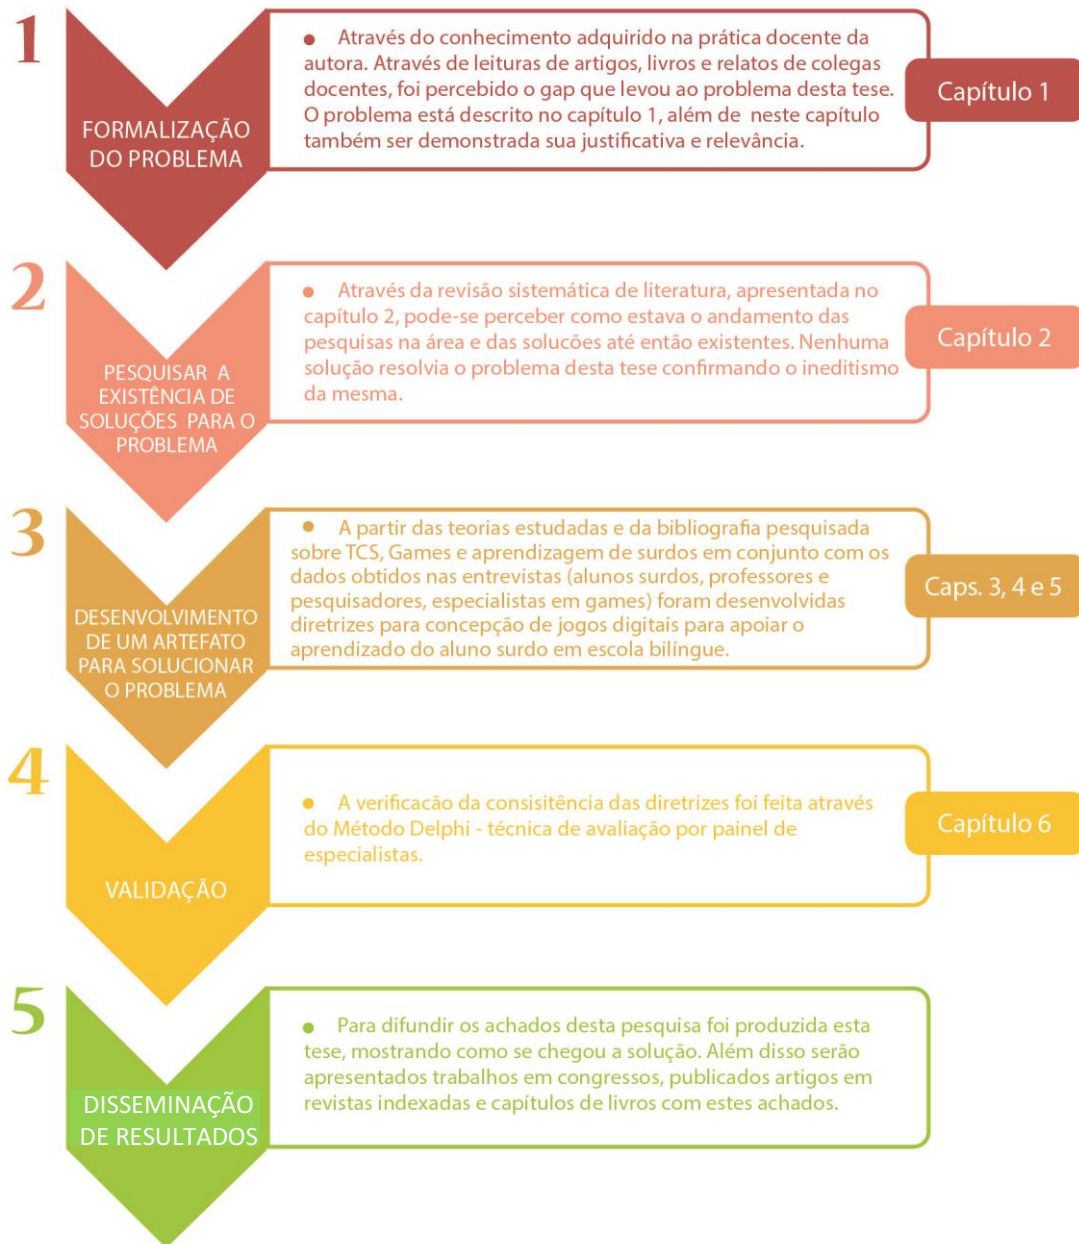 1
FORMALIZAÇÃO
DO PROBLEMA
● Através do conhecimento adquirido na prática docente da
autora. Através de leituras de artigos, livros e relatos de colegas
docentes, foi percebido o gap que levou ao problema desta tese.
O problema está descrito no capítulo 1, além de neste capítulo
também ser demonstrada sua justificativa e relevância.
Capítulo 1
2
PESQUISAR A
EXISTÊNCIA DE
SOLUÇÕES PARA O
PROBLEMA
● Através da revisão sistemática de literatura, apresentada no
capítulo 2, pode-se perceber como estava o andamento das
pesquisas na área e das solucões até então existentes. Nenhuma
solução resolvia o problema desta tese confirmando o ineditismo
da mesma.
Capítulo 2
3
DESENVOLVIMENTO
DE UM ARTEFATO
PARA SOLUCIONAR
O PROBLEMA
● A partir das teorias estudadas e da bibliografia pesquisada
sobre TCS, Games e aprendizagem de surdos em conjunto com os
dados obtidos nas entrevistas (alunos surdos, professores e
pesquisadores, especialistas em games) foram desenvolvidas
diretrizes para concepção de jogos digitais para apoiar o
aprendizado do aluno surdo em escola bilíngue.
Caps. 3, 4 e 5
4
VALIDAÇÃO
● A verificacão da consisitência das diretrizes foi feita através
do Método Delphi - técnica de avaliação por painel de
especialistas.
Capítulo 6
5
DISSEMINAÇÃO
DE RESULTADOS
● Para difundir os achados desta pesquisa foi produzida esta
tese, mostrando como se chegou a solução. Além disso serão
apresentados trabalhos em congressos, publicados artigos em
revistas indexadas e capítulos de livros com estes achados.